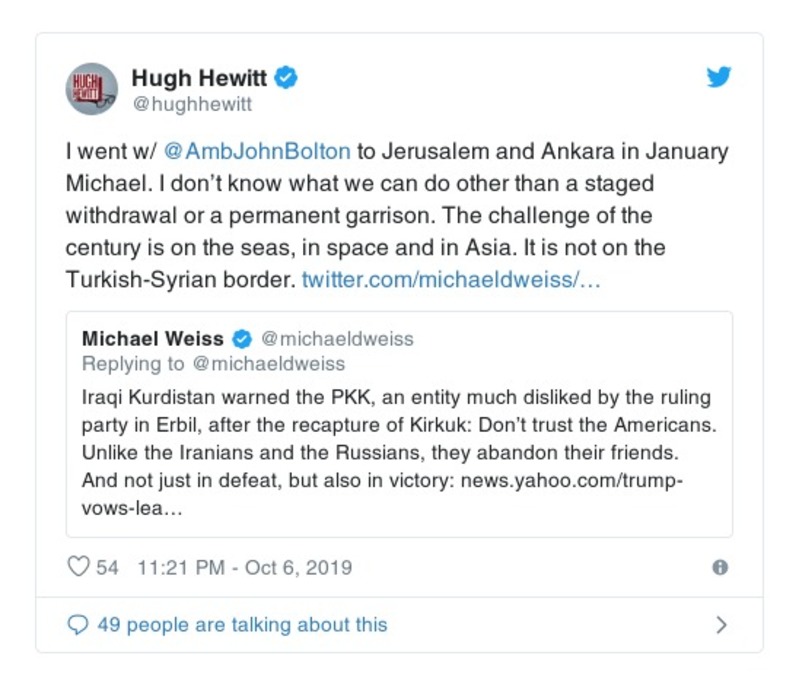 HUGH
HEWITT
Hugh Hewitt
@hughhewitt
I went w/ @AmbJohnBolton to Jerusalem and Ankara in January
Michael. I don’t know what we can do other than a staged
withdrawal or a permanent garrison. The challenge of the
century is on the seas, in space and in Asia. It is not on the
Turkish-Syrian border. twitter.com/michaeldweiss/…
Michael Weiss @michaeldweiss
Replying to @michaeldweiss
Iraqi Kurdistan warned the PKK, an entity much disliked by the ruling
party in Erbil, after the recapture of Kirkuk: Don’t trust the Americans.
Unlike the Iranians and the Russians, they abandon their friends.
And not just in defeat, but also in victory: news.yahoo.com/trump-
vows-lea…
54 11:21 PM - Oct 6, 2019
49 people are talking about this